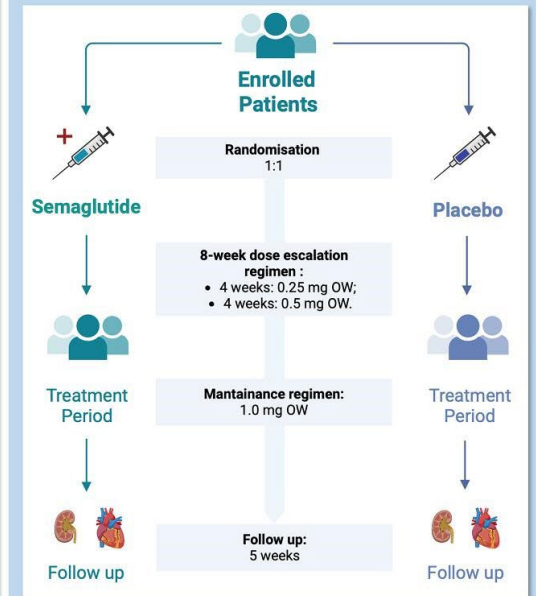 Enrolled
Patients
Randomisation
1:1
Semaglutide
Placebo
8-week dose escalation
regimen :
• 4 weeks: 0.25 mg OW;
• 4 weeks: 0.5 mg OW.
Treatment
Period
Mantainance regimen:
1.0 mg OW
Treatment
Period
Follow up:
5 weeks
Follow up
Follow up